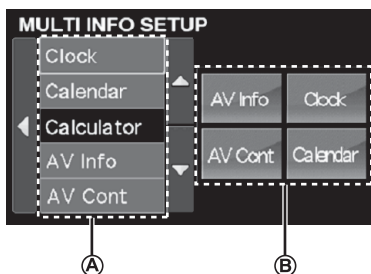 MULTI INFO SETUP
Clock
Calendar
Calculator
AV Info
AV Cont
AV Info Clock
AV Cont Calendar
A B